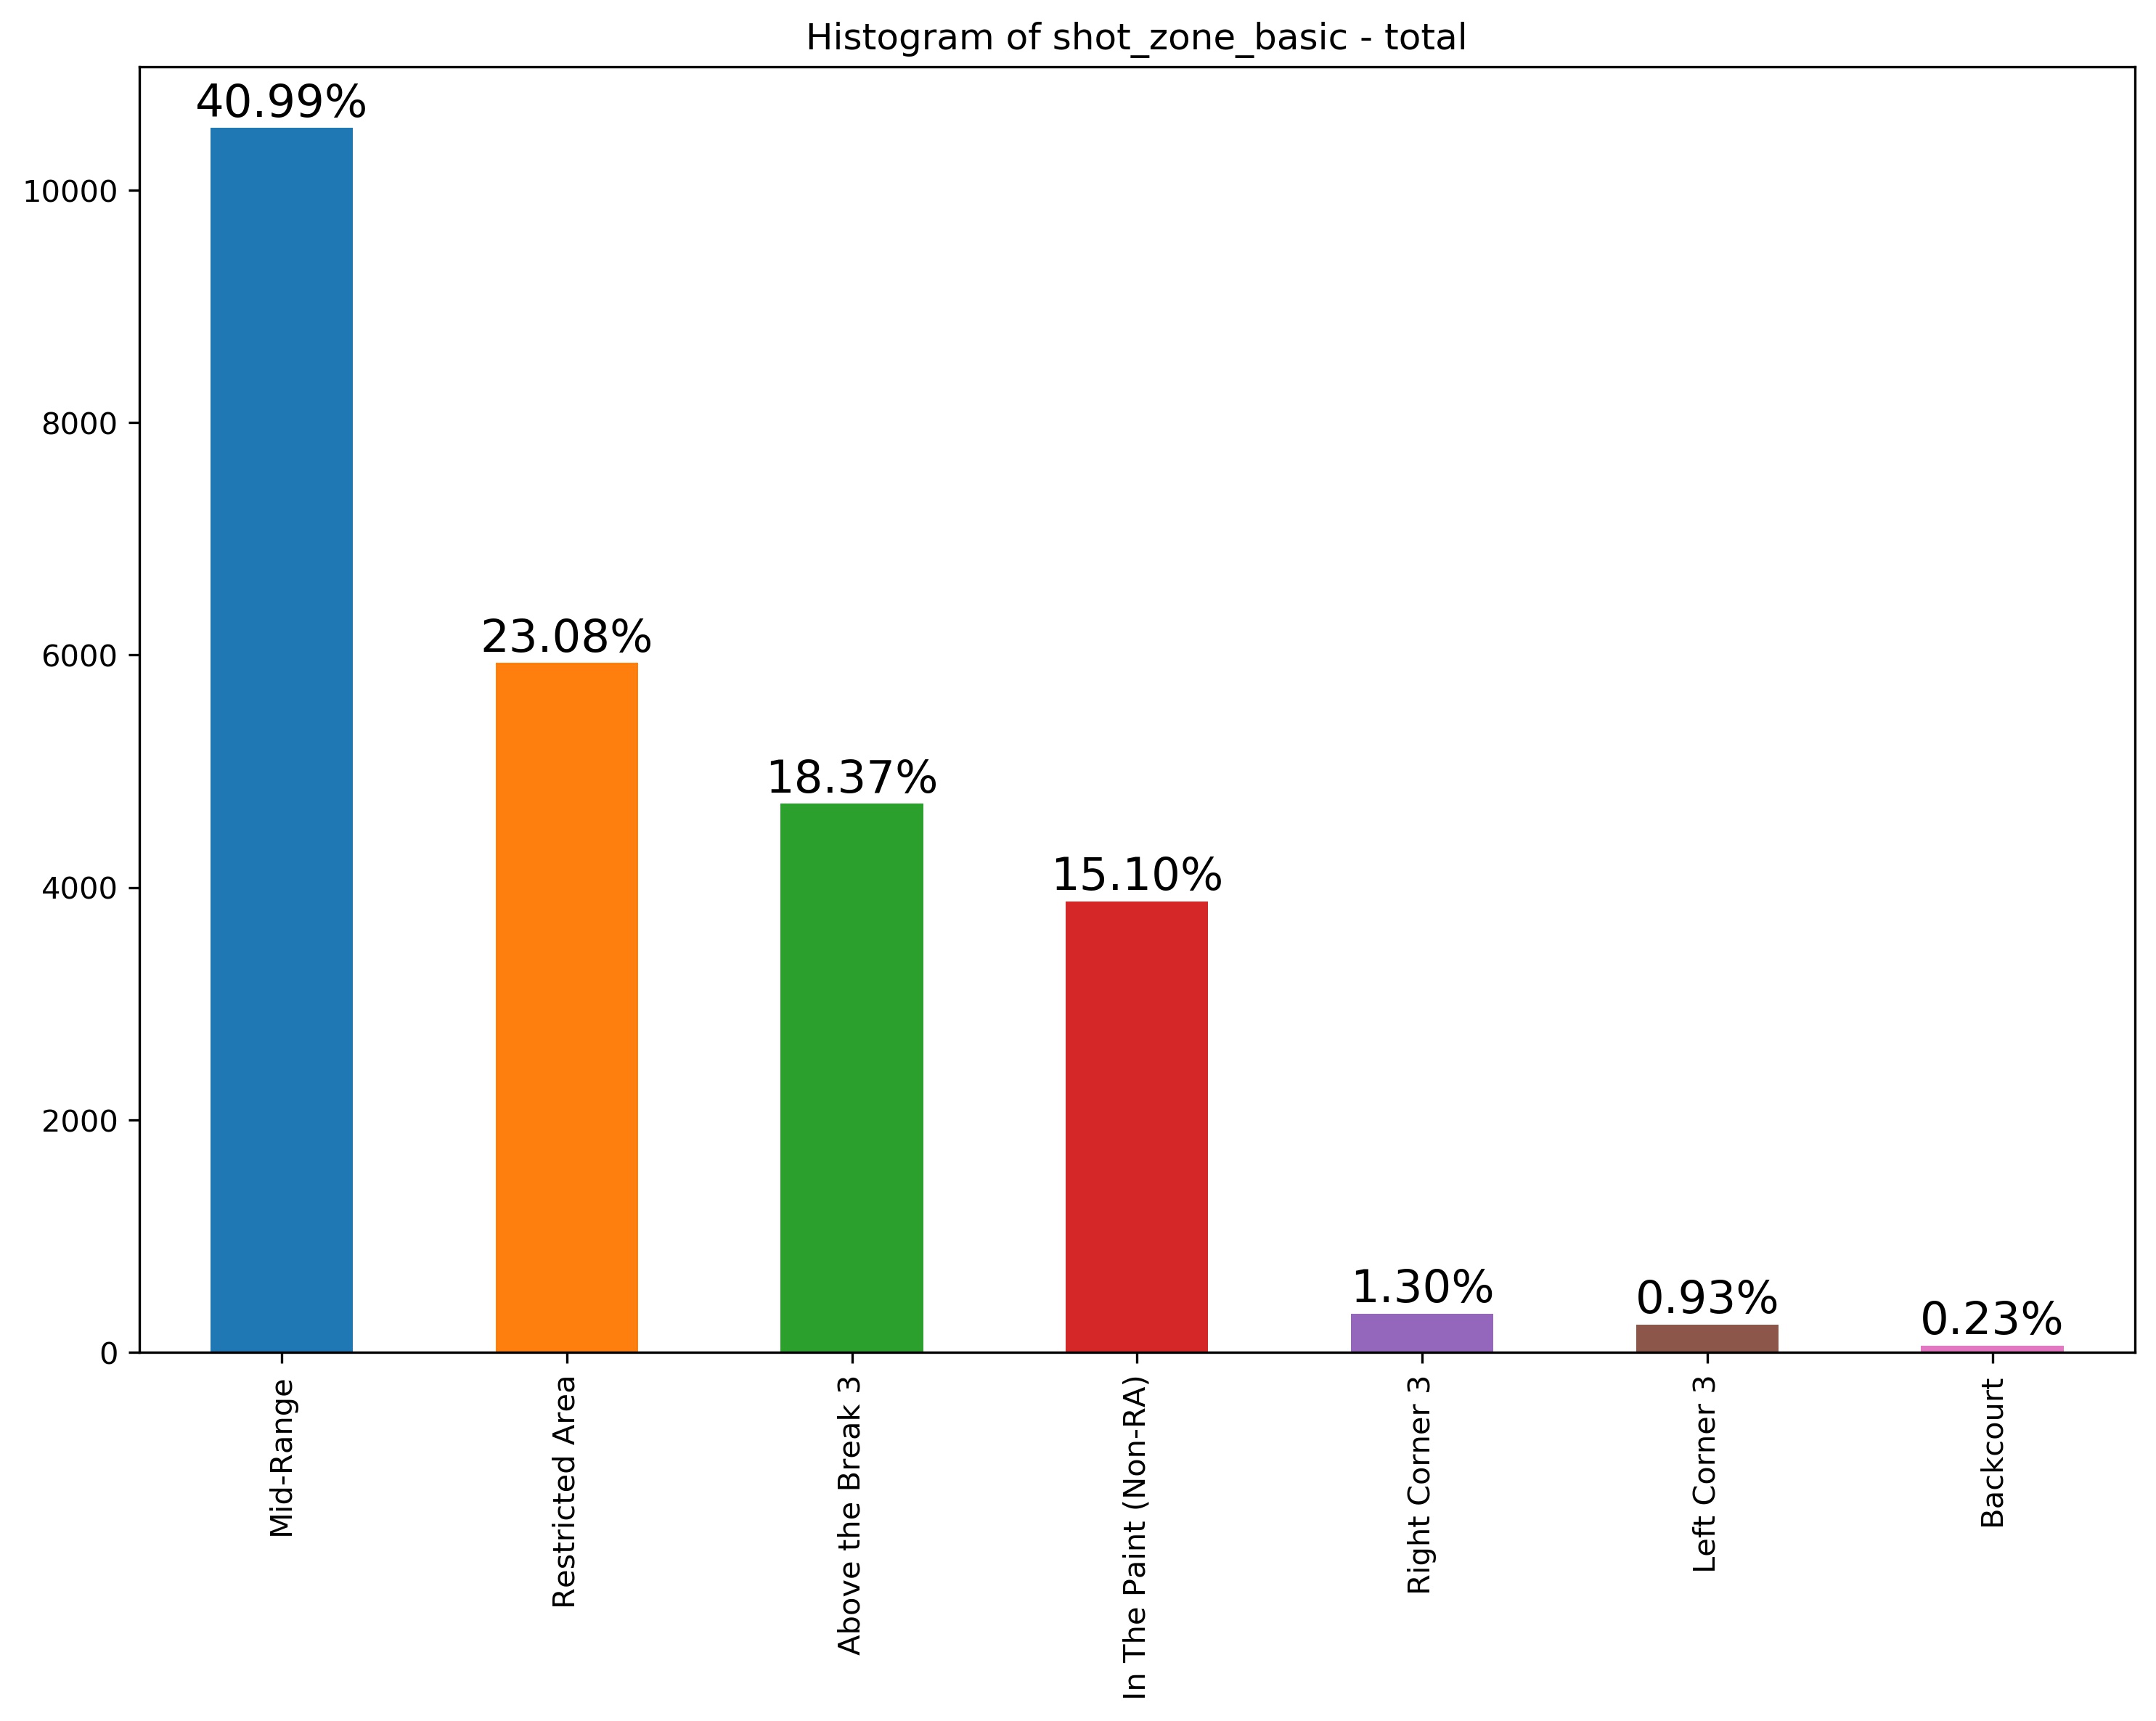 Histogram of shot_zone_basic - total
40.99%
10000
8000
23.08%
6000
18.37%
15.10%
4000
2000
1.30%
0.93%
0.23%
0
Mid-Range
Restricted Area
Above the Break 3
In The Paint (Non-RA)
Right Corner 3
Left Corner 3
Backcourt